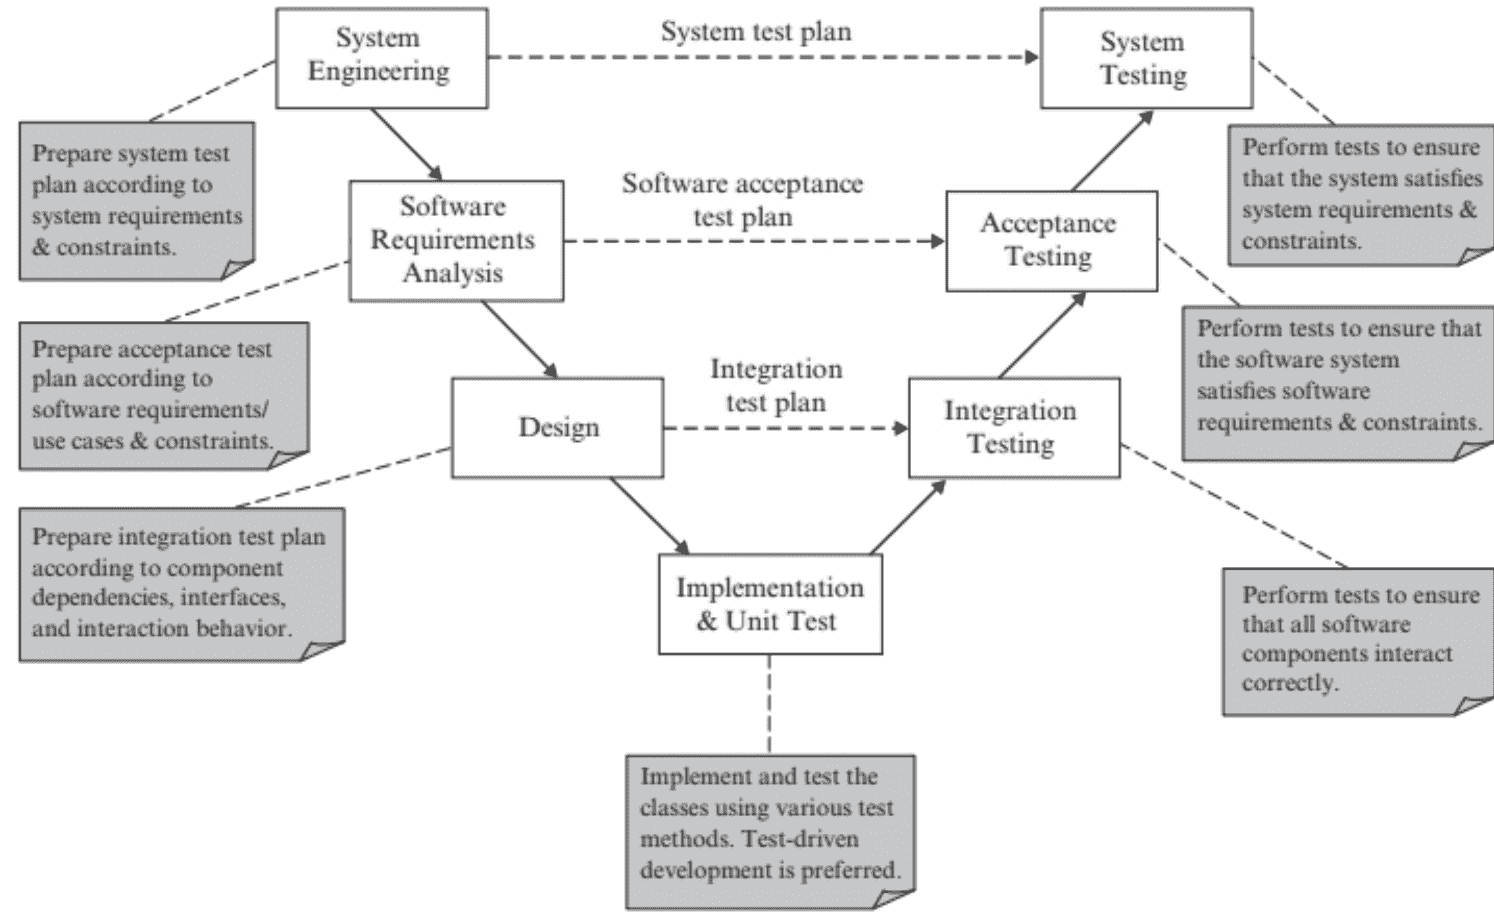 System
Engineering
System test plan
System
Testing
Prepare system test
plan according to
system requirements
& constraints.
Perform tests to ensure
that the system satisfies
system requirements &
constraints.
Software
Requirements
Analysis
Software acceptance
test plan
Acceptance
Testing
Prepare acceptance test
plan according to
software requirements/
use cases & constraints.
Perform tests to ensure that
the software system
satisfies software
requirements & constraints.
Design
Integration
test plan
Integration
Testing
Prepare integration test plan
according to component
dependencies, interfaces,
and interaction behavior.
Implementation
& Unit Test
Perform tests to ensure
that all software
components interact
correctly.
Implement and test the
classes using various test
methods. Test-driven
development is preferred.